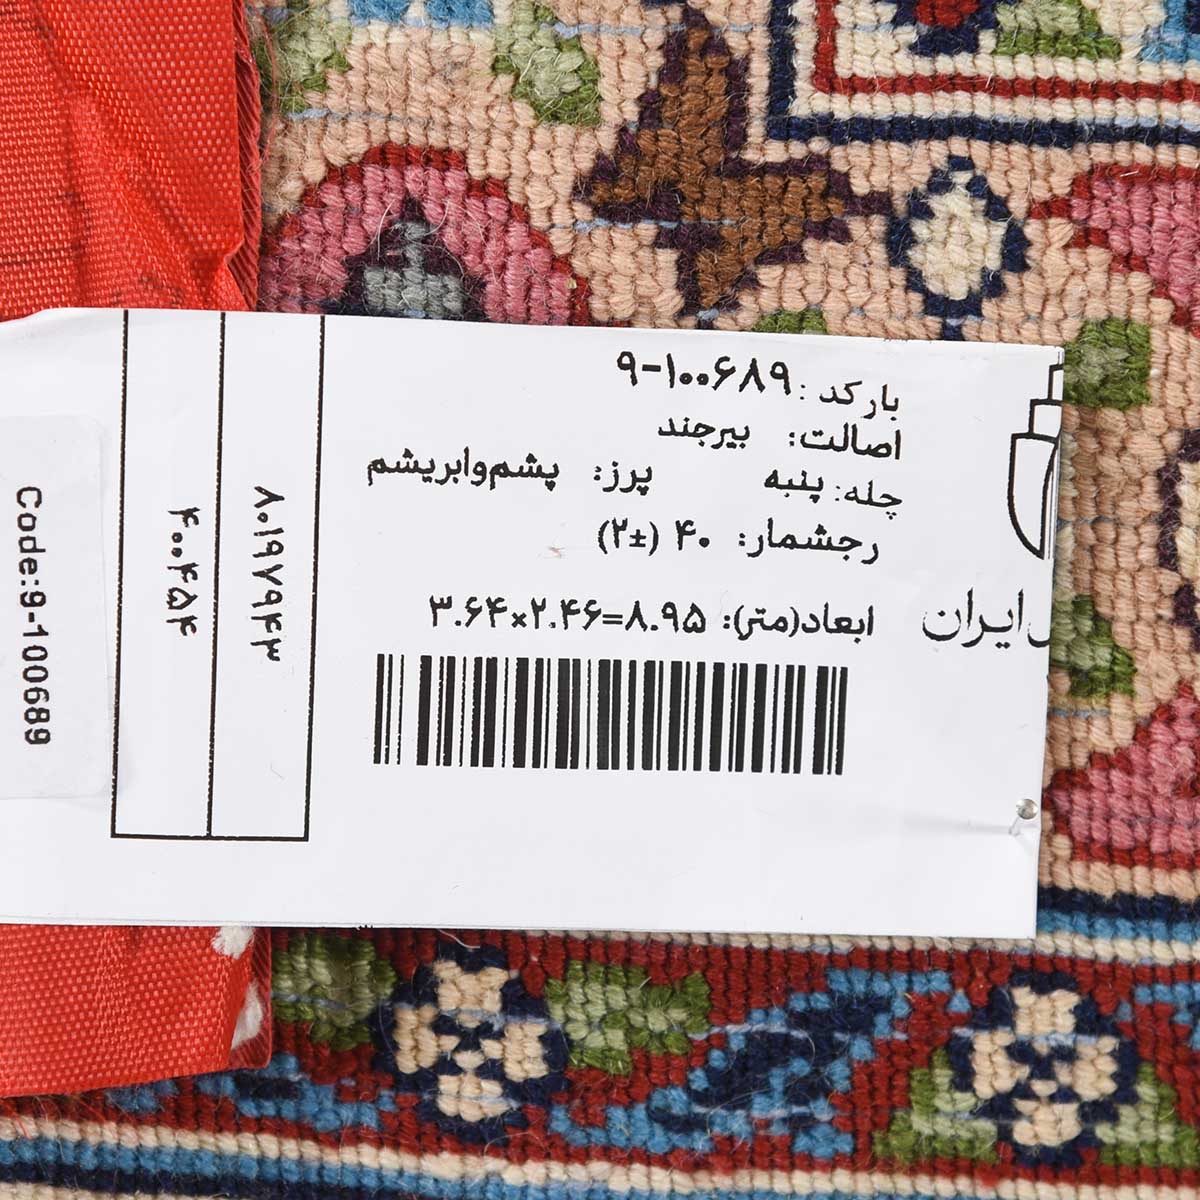 بارکد: ۹-۱۰۰۶۸۹
اصالت: بیرجند
چله: پنبه پرز: پشم‌وابریشم
رجشمار: ۴۰ (±۲)
ابعاد(متر): ۳.۶۴×۲.۴۶=۸.۹۵
ایران
۸۰۱۹۷۹۴۳
۴۰۰۴۵۴
Code:9-100689